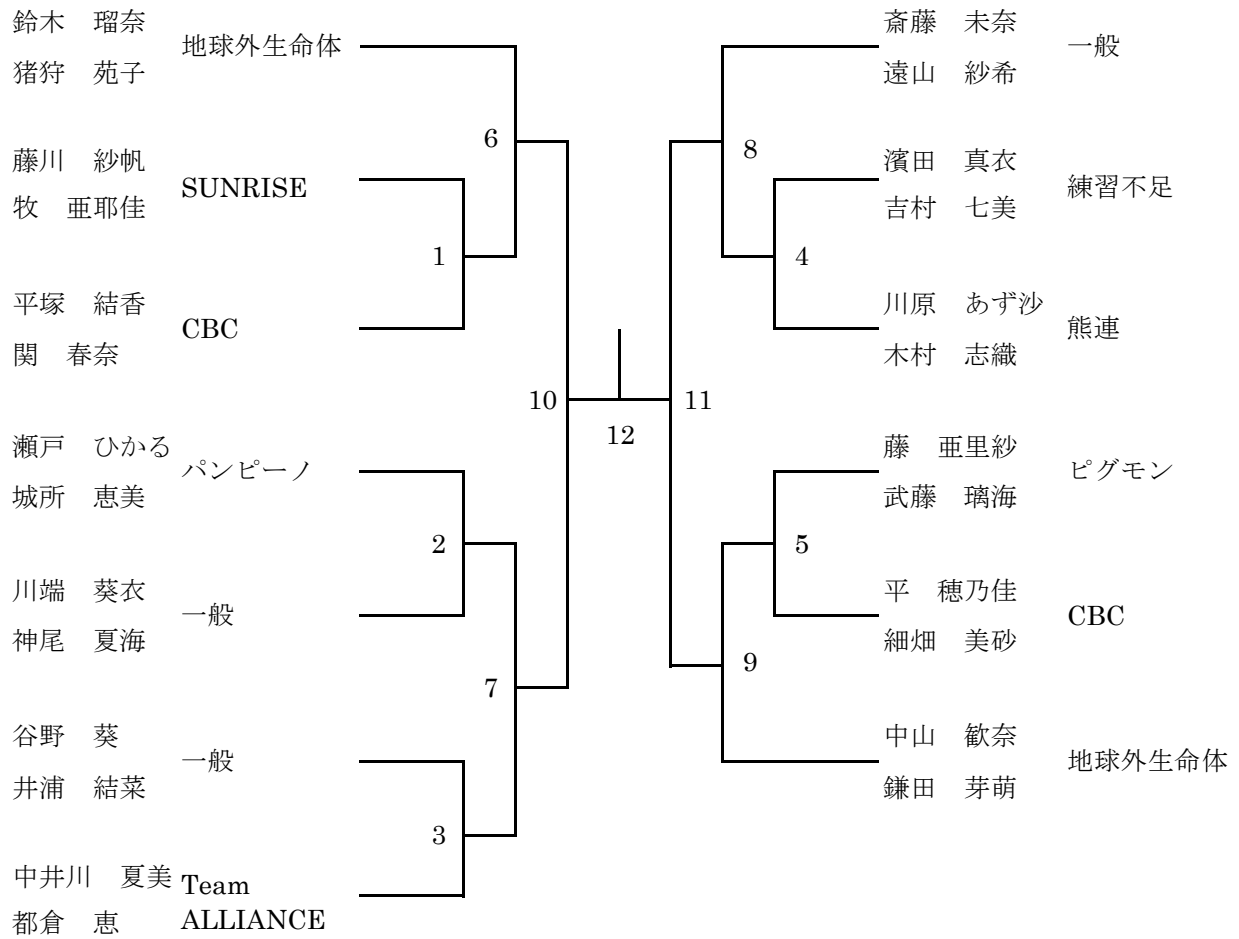 鈴木　瑠奈
地球外生命体
猪狩　苑子
藤川　紗帆
SUNRISE
牧　亜耶佳
平塚　結香
CBC
関　春奈
瀬戸　ひかる
パンピーノ
城所　恵美
川端　葵衣
一般
神尾　夏海
谷野　葵
一般
井浦　結菜
中井川　夏美
Team
ALLIANCE
都倉　恵
6
1
10
2
7
3
12
11
8
4
5
9
斎藤　未奈
一般
遠山　紗希
濱田　真衣
練習不足
吉村　七美
川原　あず沙
熊連
木村　志織
藤　亜里紗
ピグモン
武藤　璃海
平　穂乃佳
CBC
細畑　美砂
中山　歓奈
地球外生命体
鎌田　芽萌